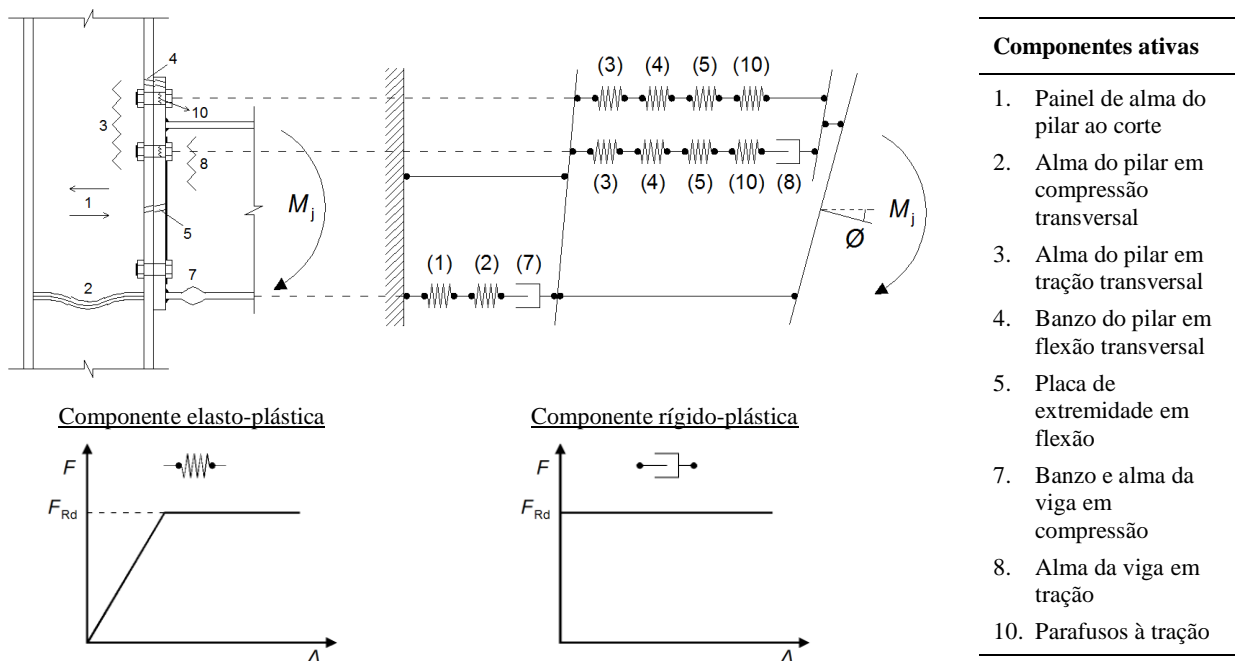 4
10
3
8
1
M_j
5
2
7
(3) (4) (5) (10)
(3) (4) (5) (10) (8)
M_j
Ø
(1) (2) (7)
Componente elasto-plástica
F
F_Rd
Δ
Componente rígido-plástica
F
F_Rd
Δ
Componentes ativas
1. Painel de alma do
pilar ao corte
2. Alma do pilar em
compressão
transversal
3. Alma do pilar em
tração transversal
4. Banzo do pilar em
flexão transversal
5. Placa de
extremidade em
flexão
7. Banzo e alma da
viga em
compressão
8. Alma da viga em
tração
10. Parafusos à tração